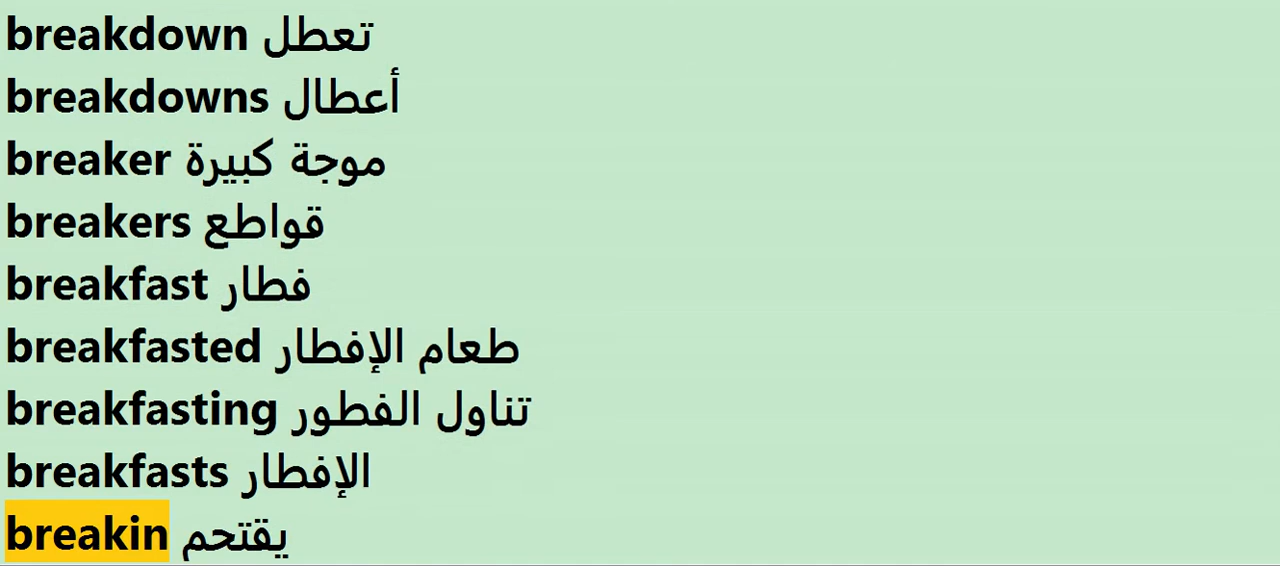 breakdown تعطل
breakdowns أعطال
breaker موجة كبيرة
breakers قواطع
breakfast فطار
breakfasted طعام الإفطار
breakfasting تناول الفطور
breakfasts الإفطار
breakin يقتحم